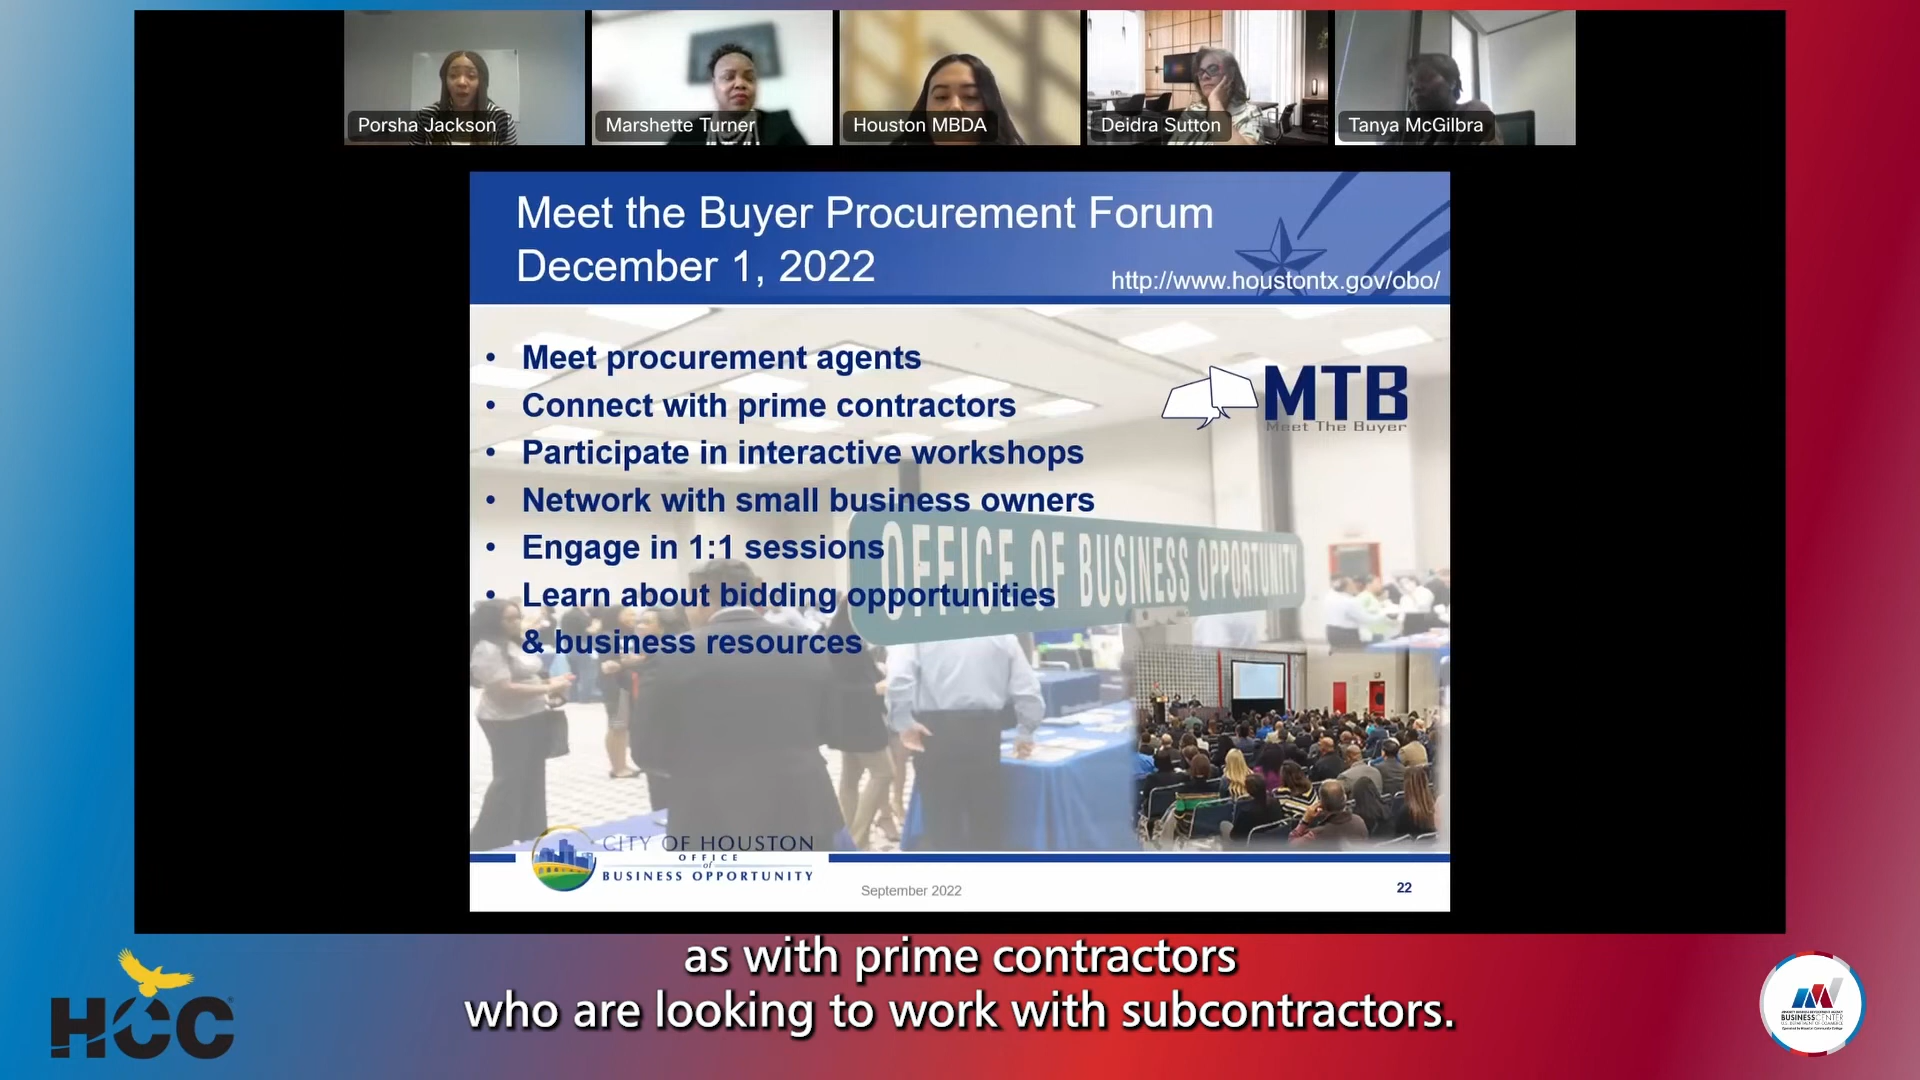 Porsha Jackson
Marshette Turner
Houston MBDA
Deidra Sutton
Tanya McGilbra
Meet the Buyer Procurement Forum
December 1, 2022
http://www.houstontx.gov/obo/
• Meet procurement agents
• Connect with prime contractors
• Participate in interactive workshops
• Network with small business owners
• Engage in 1:1 sessions
• Learn about bidding opportunities
& business resources
MTB
Meet The Buyer
OFFICE OF BUSINESS OPPORTUNITY
CITY OF HOUSTON
OFFICE
of
BUSINESS OPPORTUNITY
September 2022
22
as with prime contractors
who are looking to work with subcontractors.
HCC
BUSINESS CENTER